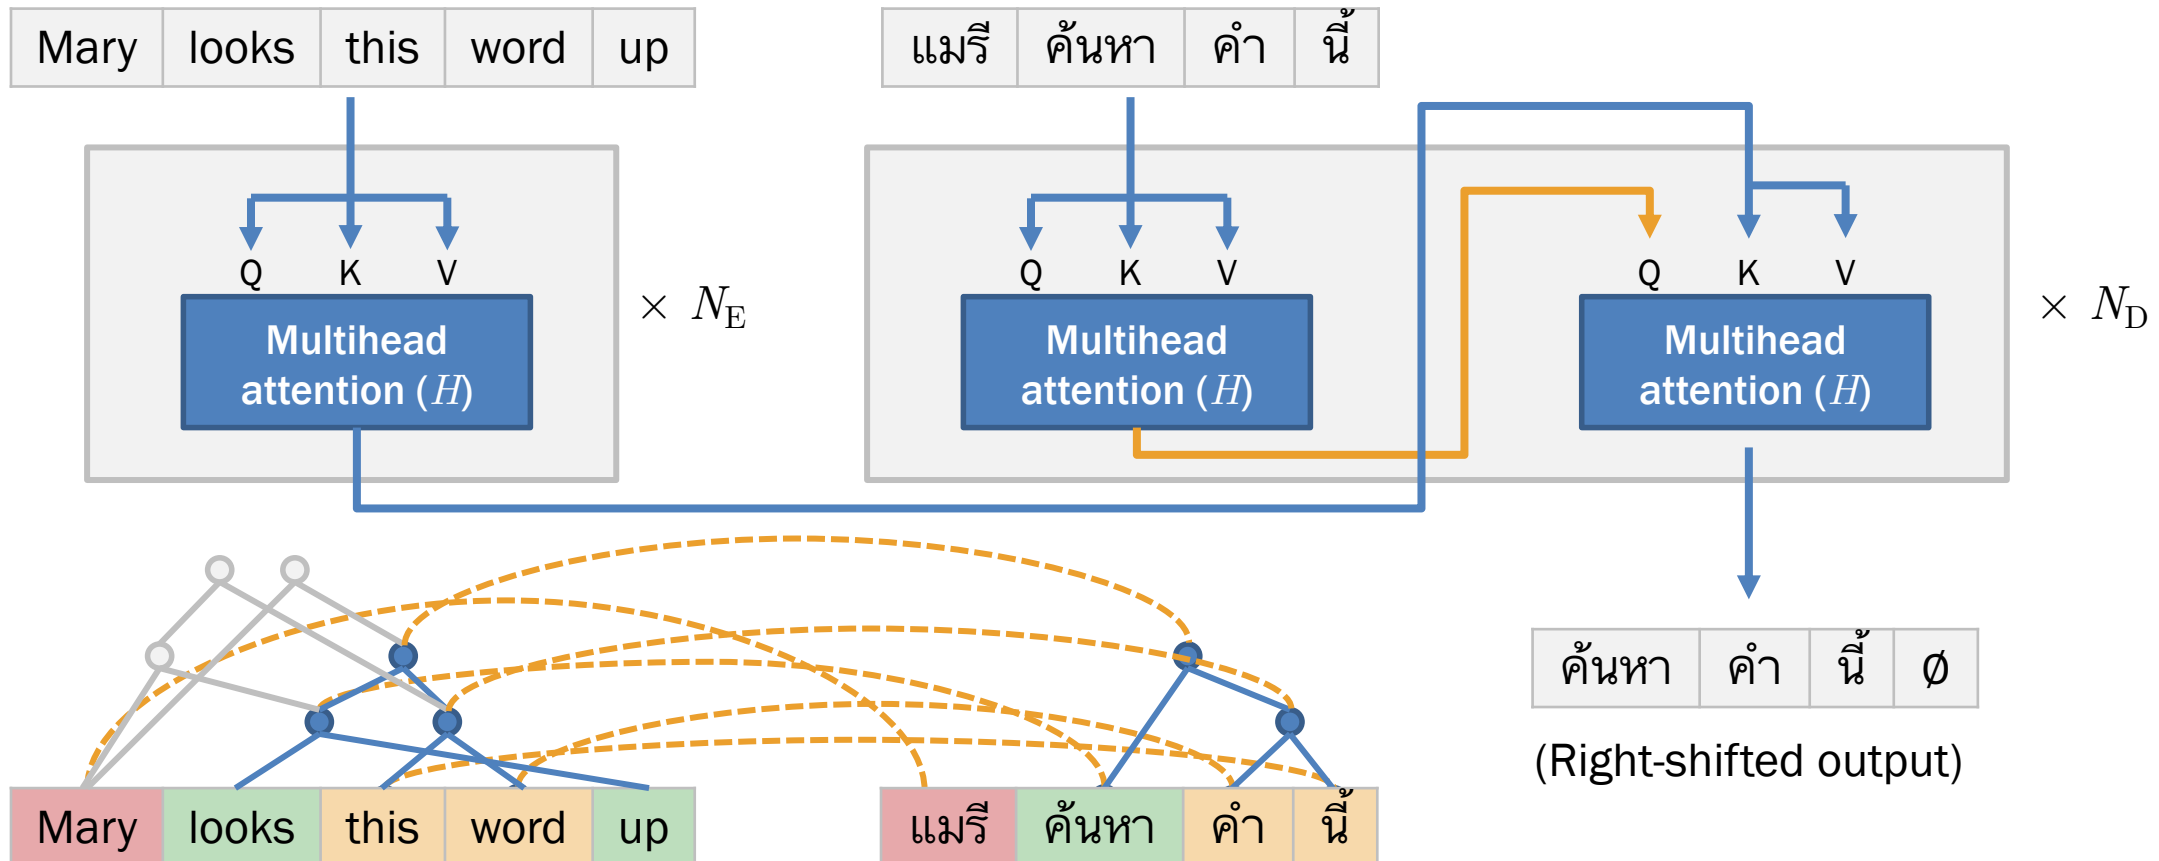 Mary looks this word up
แมรี ค้นหา คำ นี้
Q K V
Multihead
attention (H)
× N_E
Q K V
Multihead
attention (H)
Q K V
Multihead
attention (H)
× N_D
ค้นหา คำ นี้ ∅
(Right-shifted output)
Mary looks this word up
แมรี ค้นหา คำ นี้